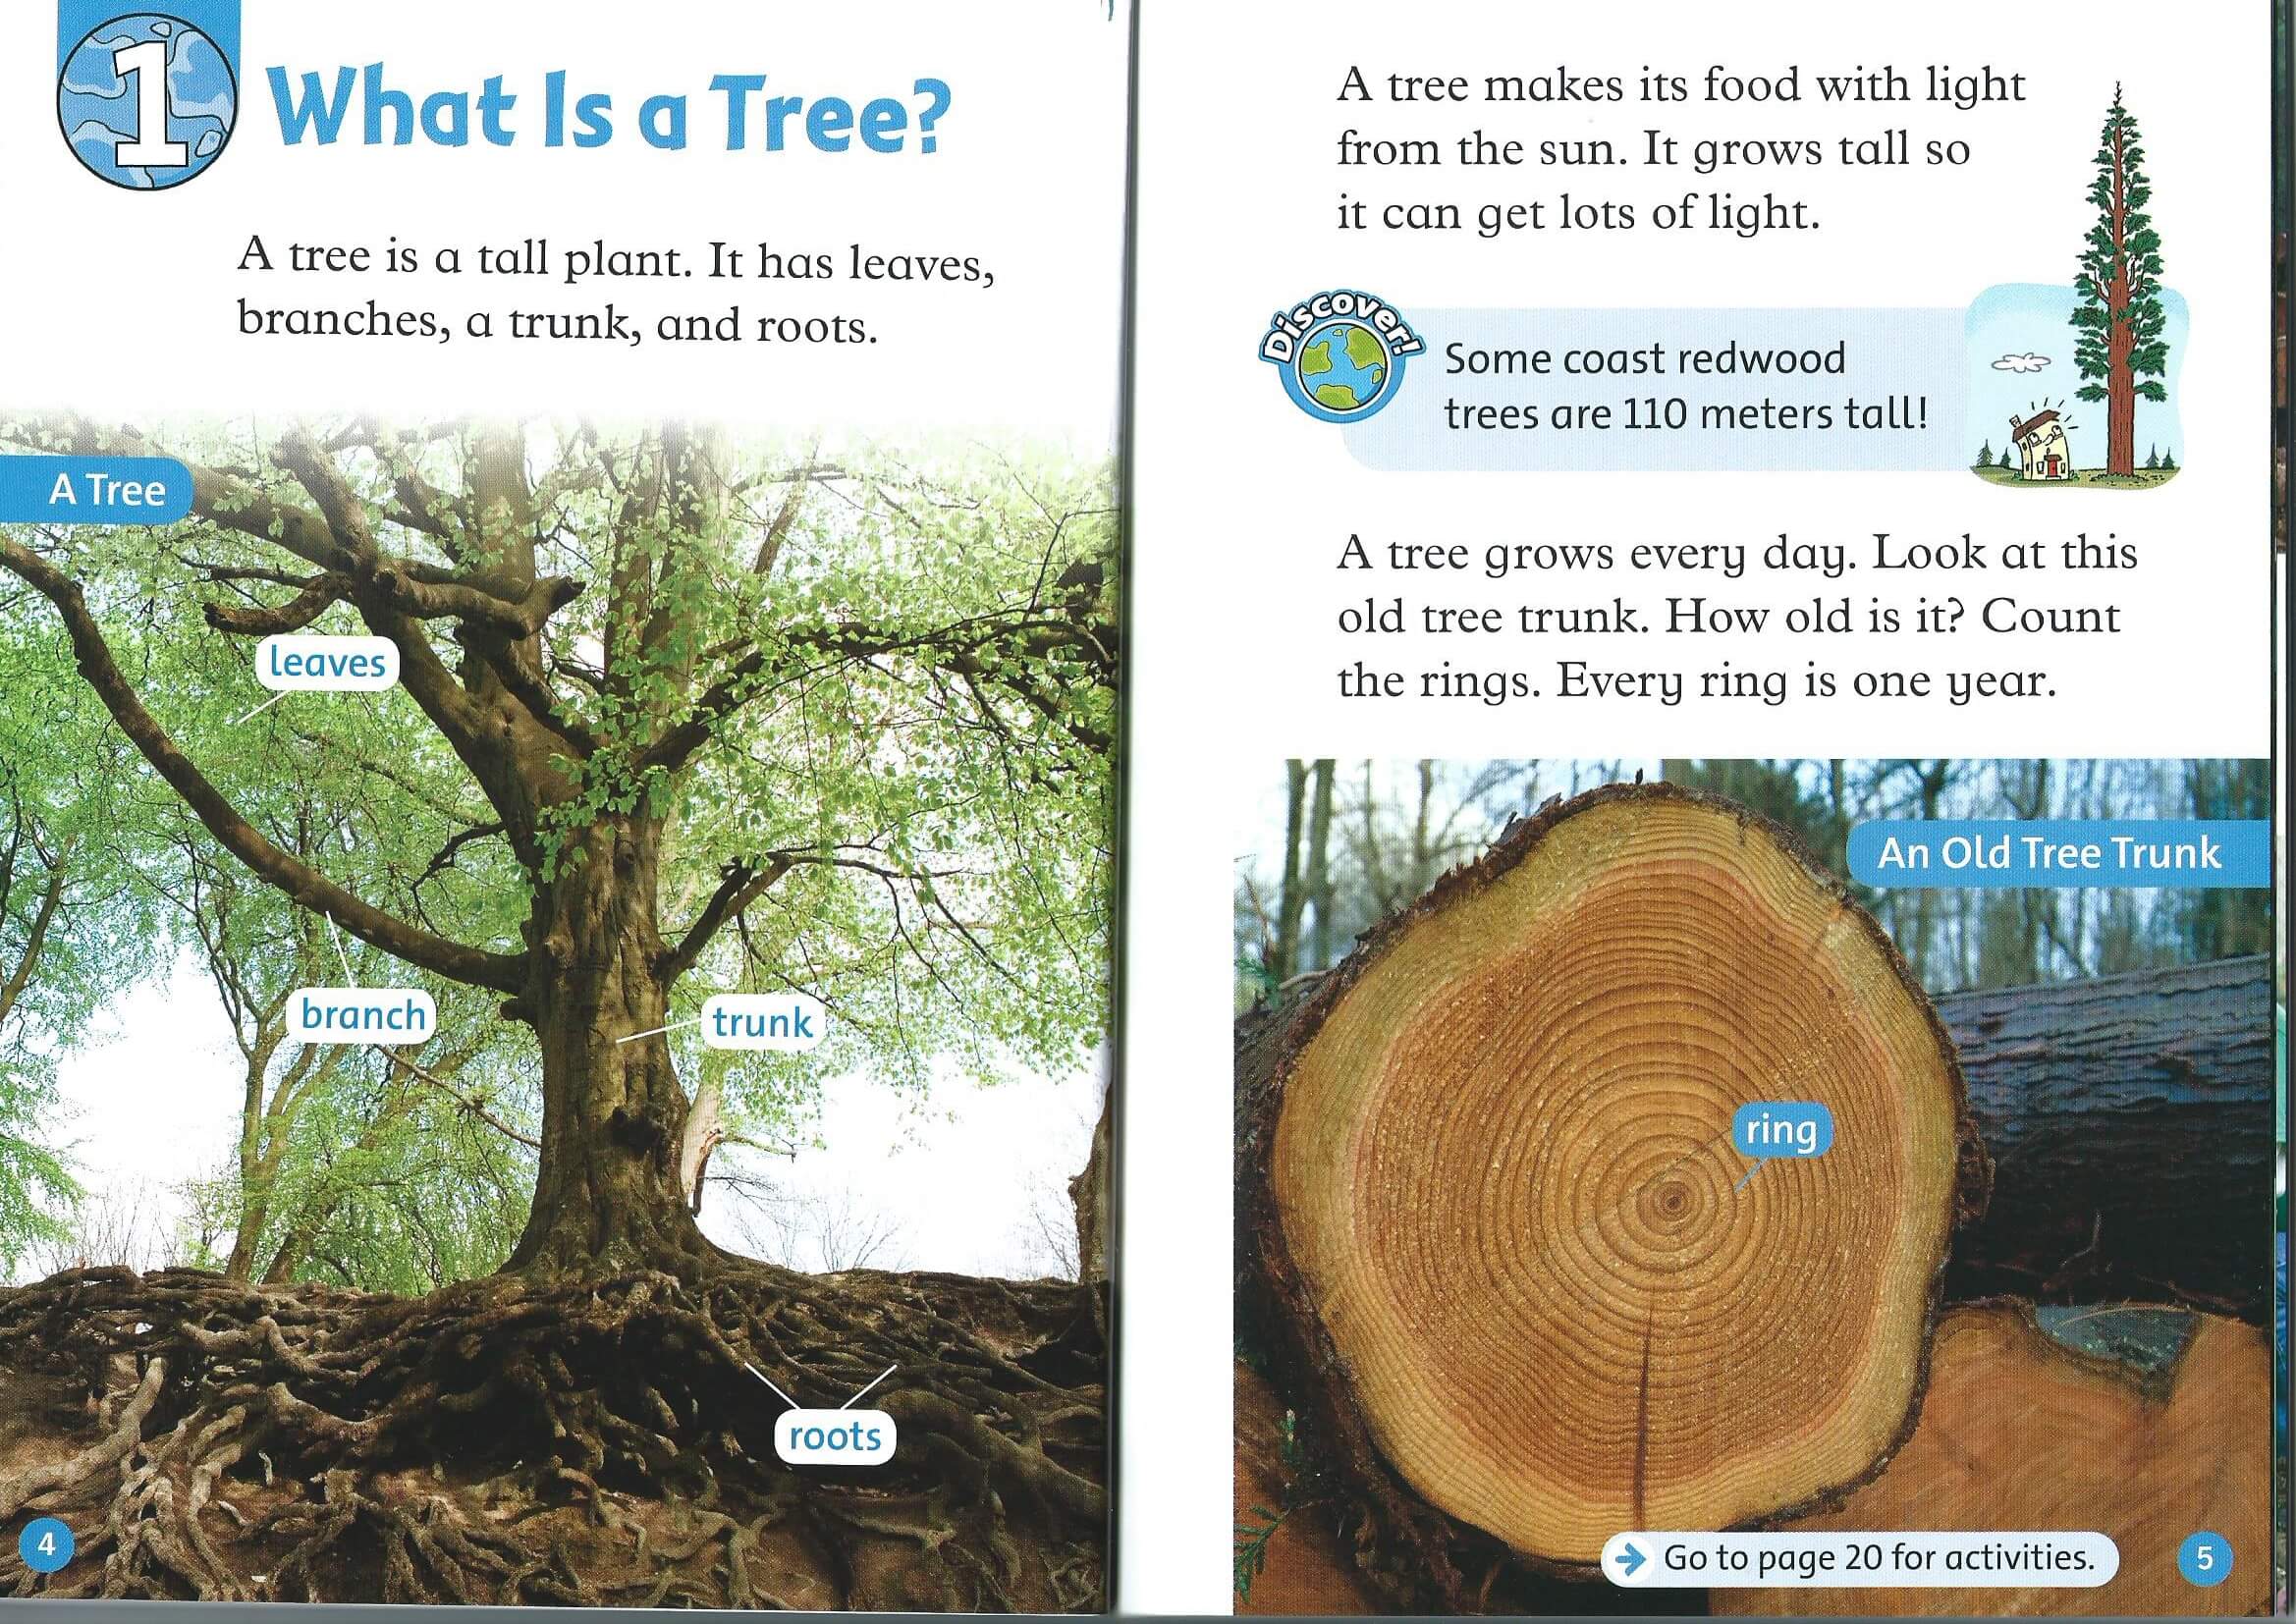 1
What Is a Tree?
A tree is a tall plant. It has leaves,
branches, a trunk, and roots.
A Tree
leaves
branch
trunk
roots
4
A tree makes its food with light
from the sun. It grows tall so
it can get lots of light.
Discover!
Some coast redwood
trees are 110 meters tall!
A tree grows every day. Look at this
old tree trunk. How old is it? Count
the rings. Every ring is one year.
An Old Tree Trunk
ring
Go to page 20 for activities.
5